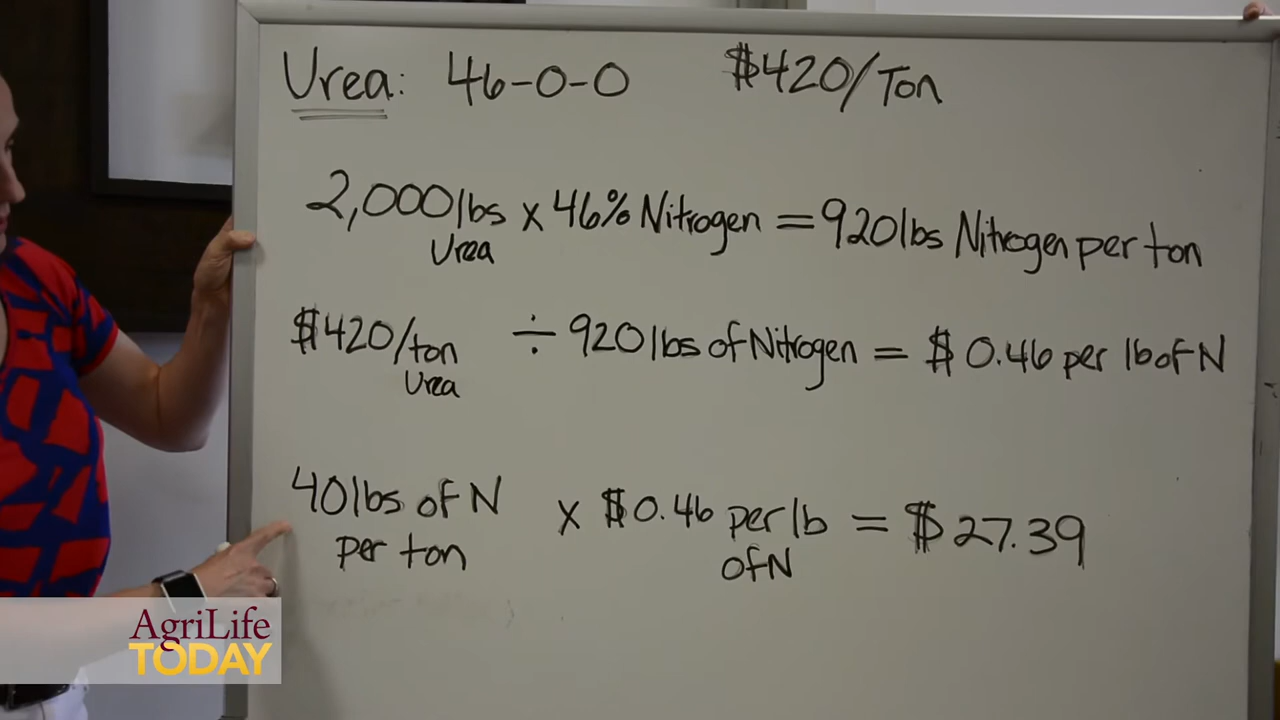 Urea: 46-0-0 $420/Ton
2,000 lbs x 46% Nitrogen = 920 lbs Nitrogen per ton
Urea
$420/ton ÷ 920 lbs of Nitrogen = $0.46 per lb of N
Urea
40 lbs of N x $0.46 per lb = $27.39
per ton of N
AgriLife
TODAY